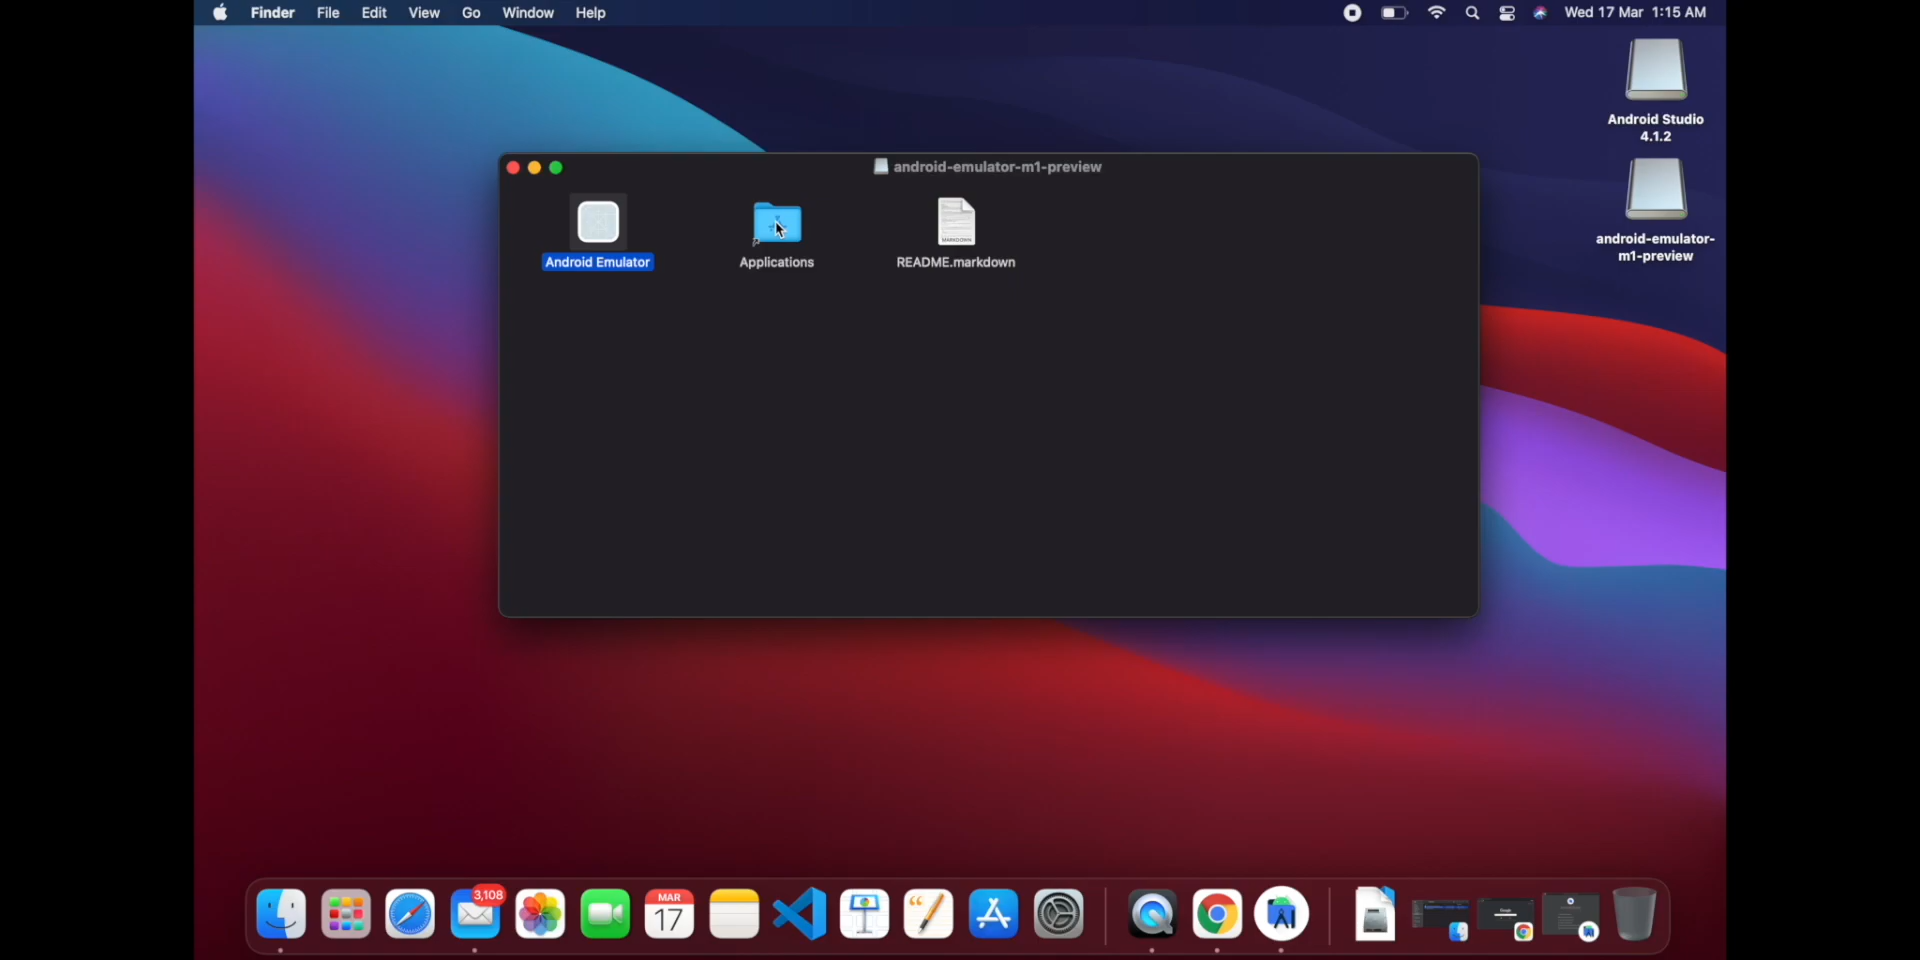 Finder File Edit View Go Window Help Wed 17 Mar 1:15 AM
Android Studio
4.1.2
android-emulator-m1-preview
android-emulator-
m1-preview
MARKDOWN
Android Emulator Applications README.markdown
3,108
MAR
17